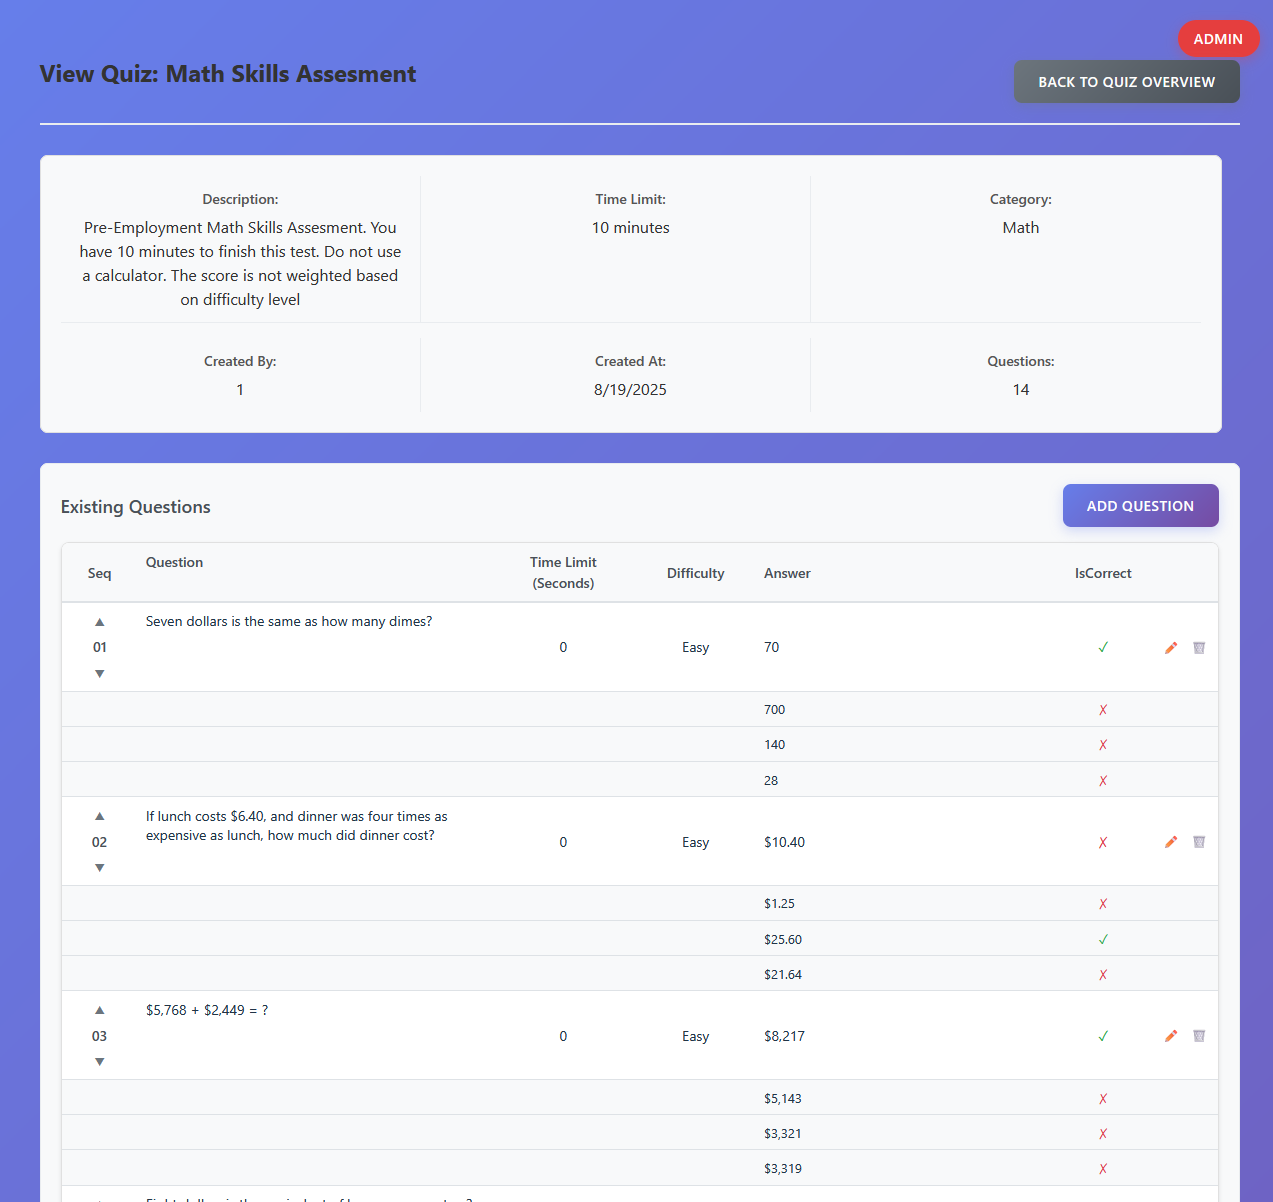 ADMIN
View Quiz: Math Skills Assesment
BACK TO QUIZ OVERVIEW
Description:
Pre-Employment Math Skills Assesment. You
have 10 minutes to finish this test. Do not use
a calculator. The score is not weighted based
on difficulty level
Time Limit:
10 minutes
Category:
Math
Created By:
1
Created At:
8/19/2025
Questions:
14
Existing Questions
ADD QUESTION
Seq
Question
Time Limit
(Seconds)
Difficulty
Answer
IsCorrect
▲
Seven dollars is the same as how many dimes?
01 0 Easy 70 ✓
▼
700 ✗
140 ✗
28 ✗
▲
If lunch costs $6.40, and dinner was four times as
expensive as lunch, how much did dinner cost?
02 0 Easy $10.40 ✗
▼
$1.25 ✗
$25.60 ✓
$21.64 ✗
▲
$5,768 + $2,449 = ?
03 0 Easy $8,217 ✓
▼
$5,143 ✗
$3,321 ✗
$3,319 ✗